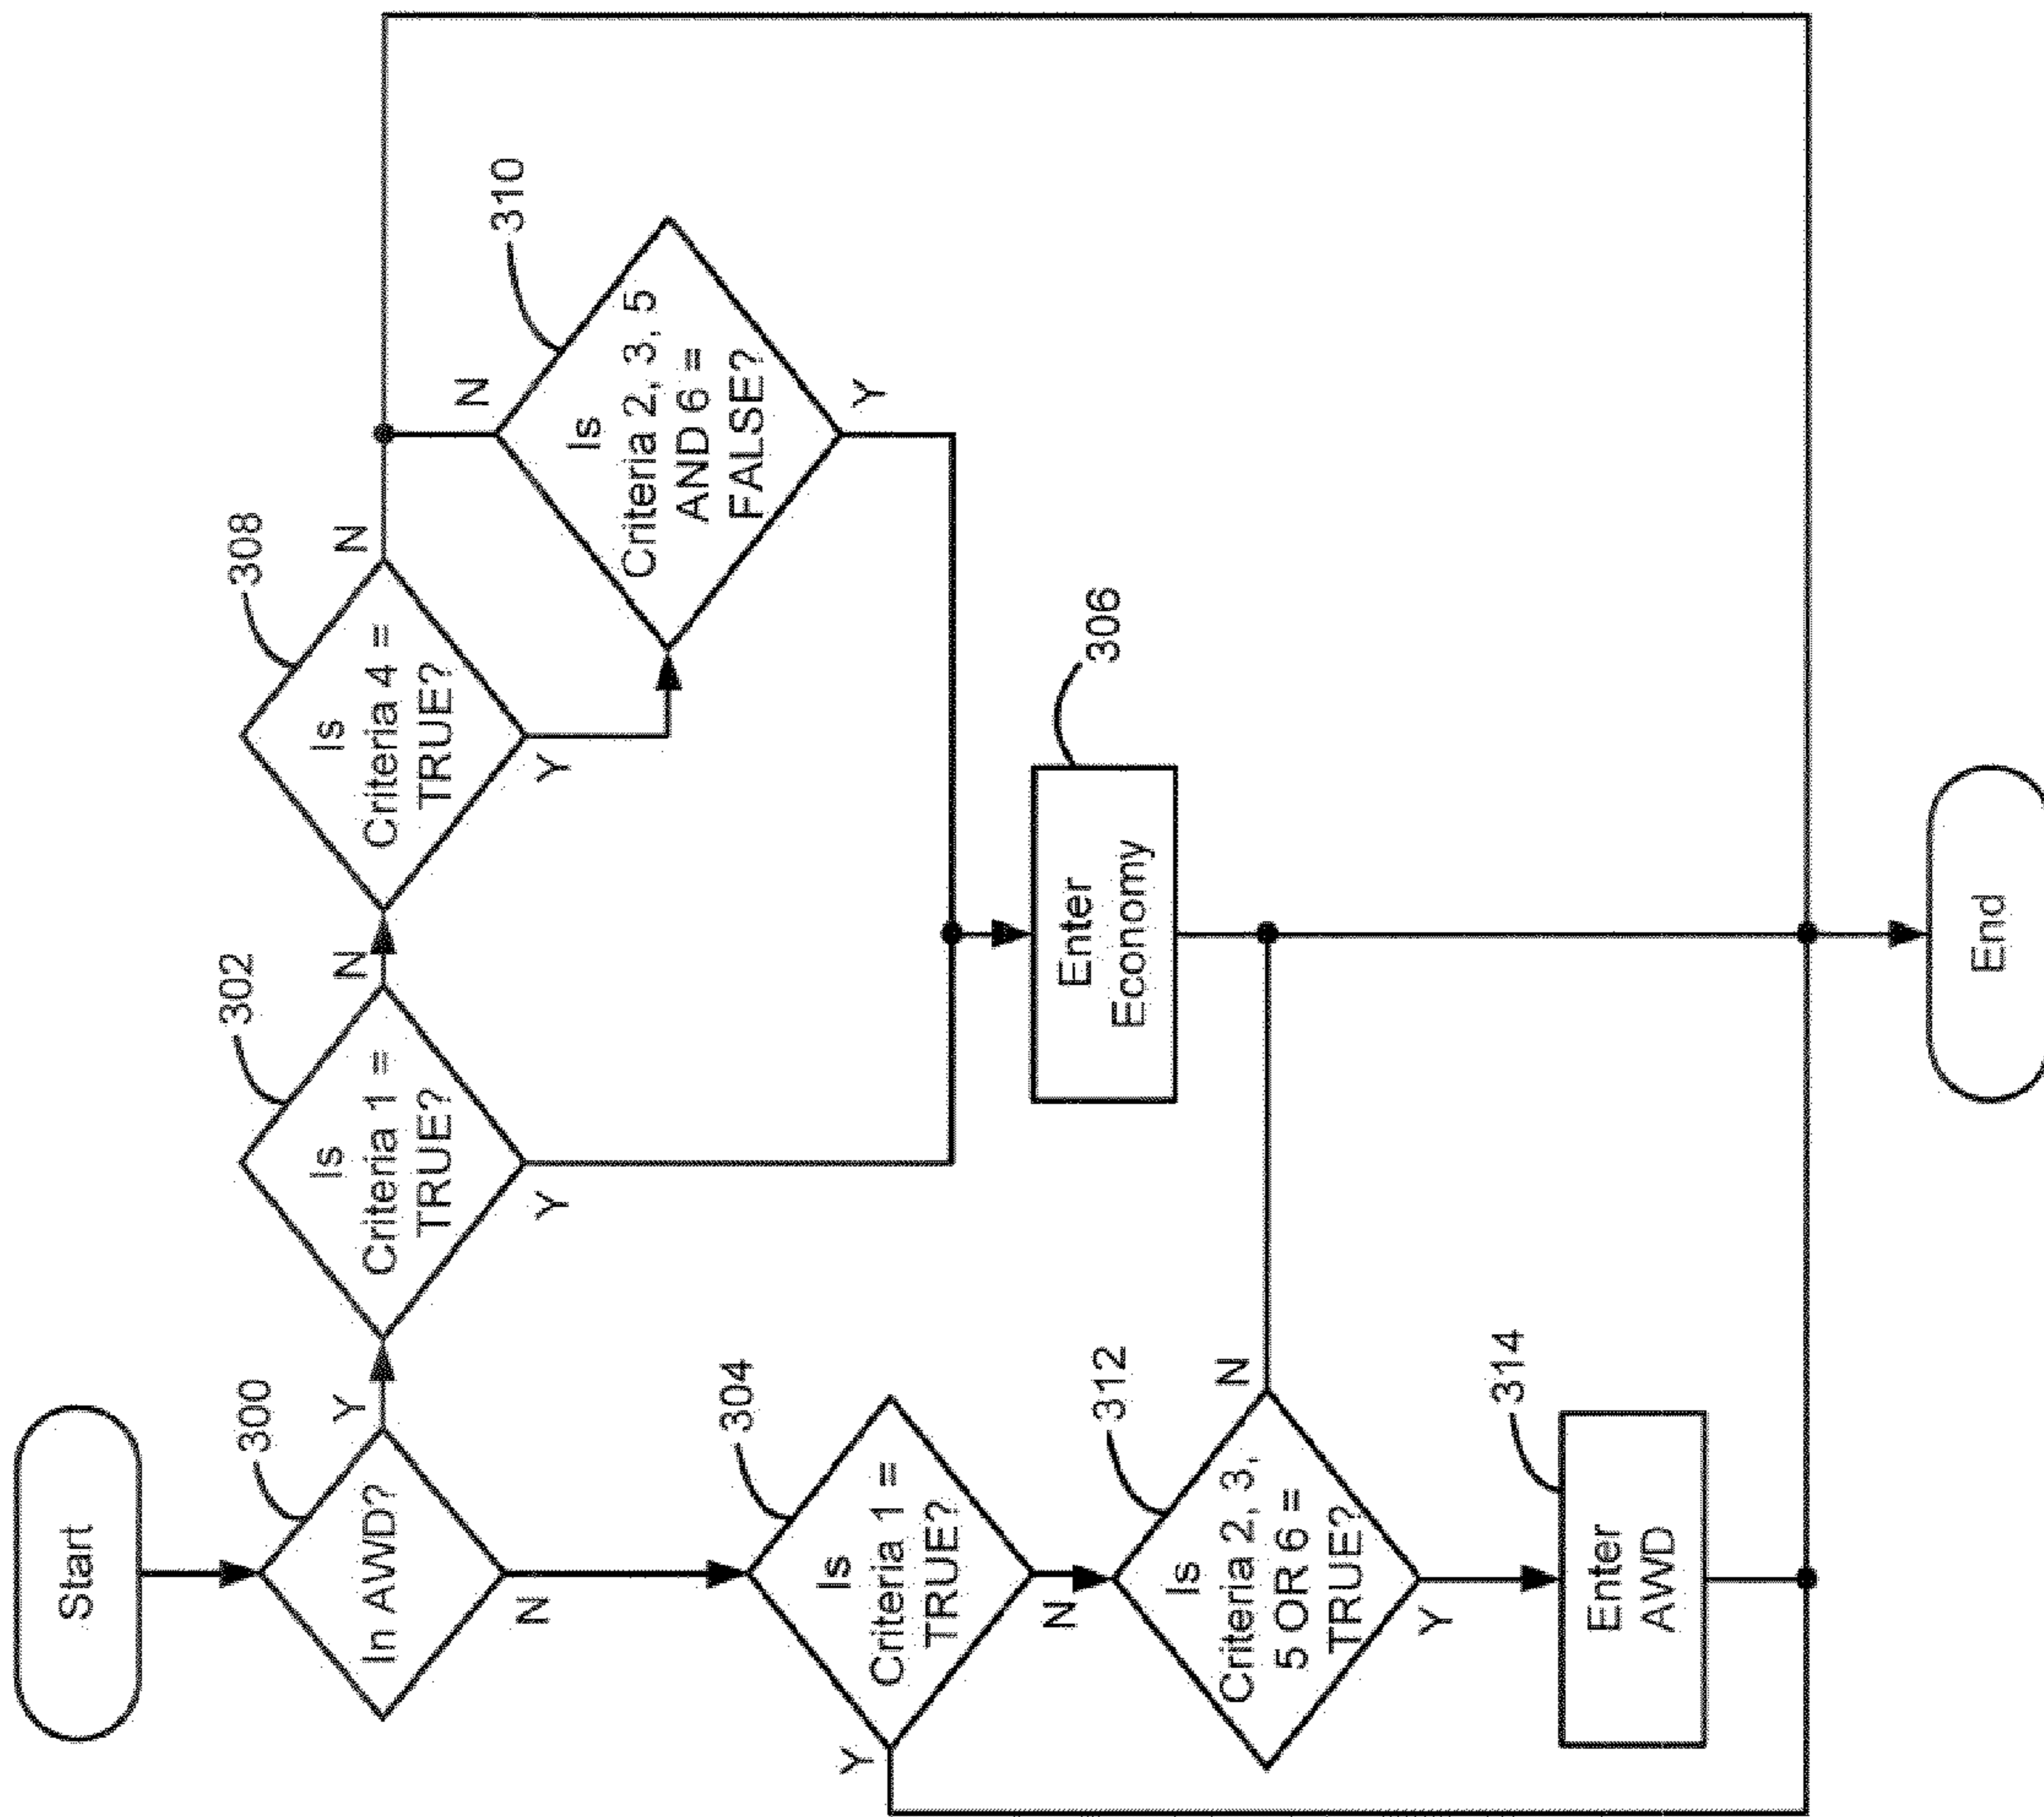 Start
300
In AWD?
Y
N
302
Is
Criteria 1 =
TRUE?
N
Y
308
Is
Criteria 4 =
TRUE?
N
Y
310
Is
Criteria 2, 3, 5
AND 6 =
FALSE?
N
Y
304
Is
Criteria 1 =
TRUE?
Y
N
306
Enter
Economy
312
Is
Criteria 2, 3,
5 OR 6 =
TRUE?
N
Y
314
Enter
AWD
End